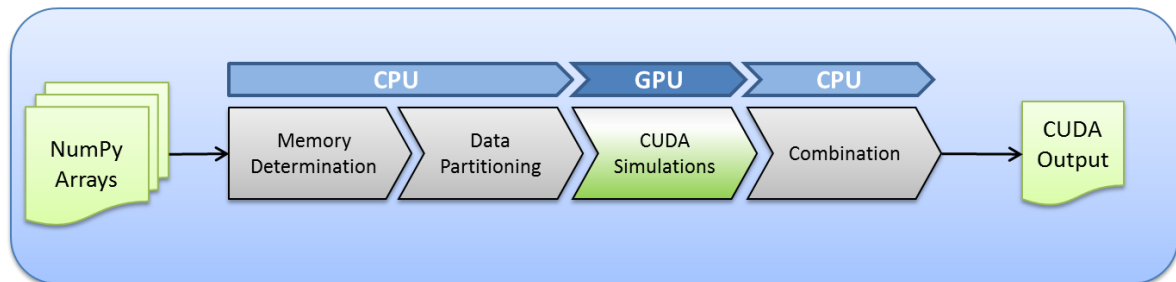 CPU
GPU
CPU
NumPy
Arrays
Memory
Determination
Data
Partitioning
CUDA
Simulations
Combination
CUDA
Output